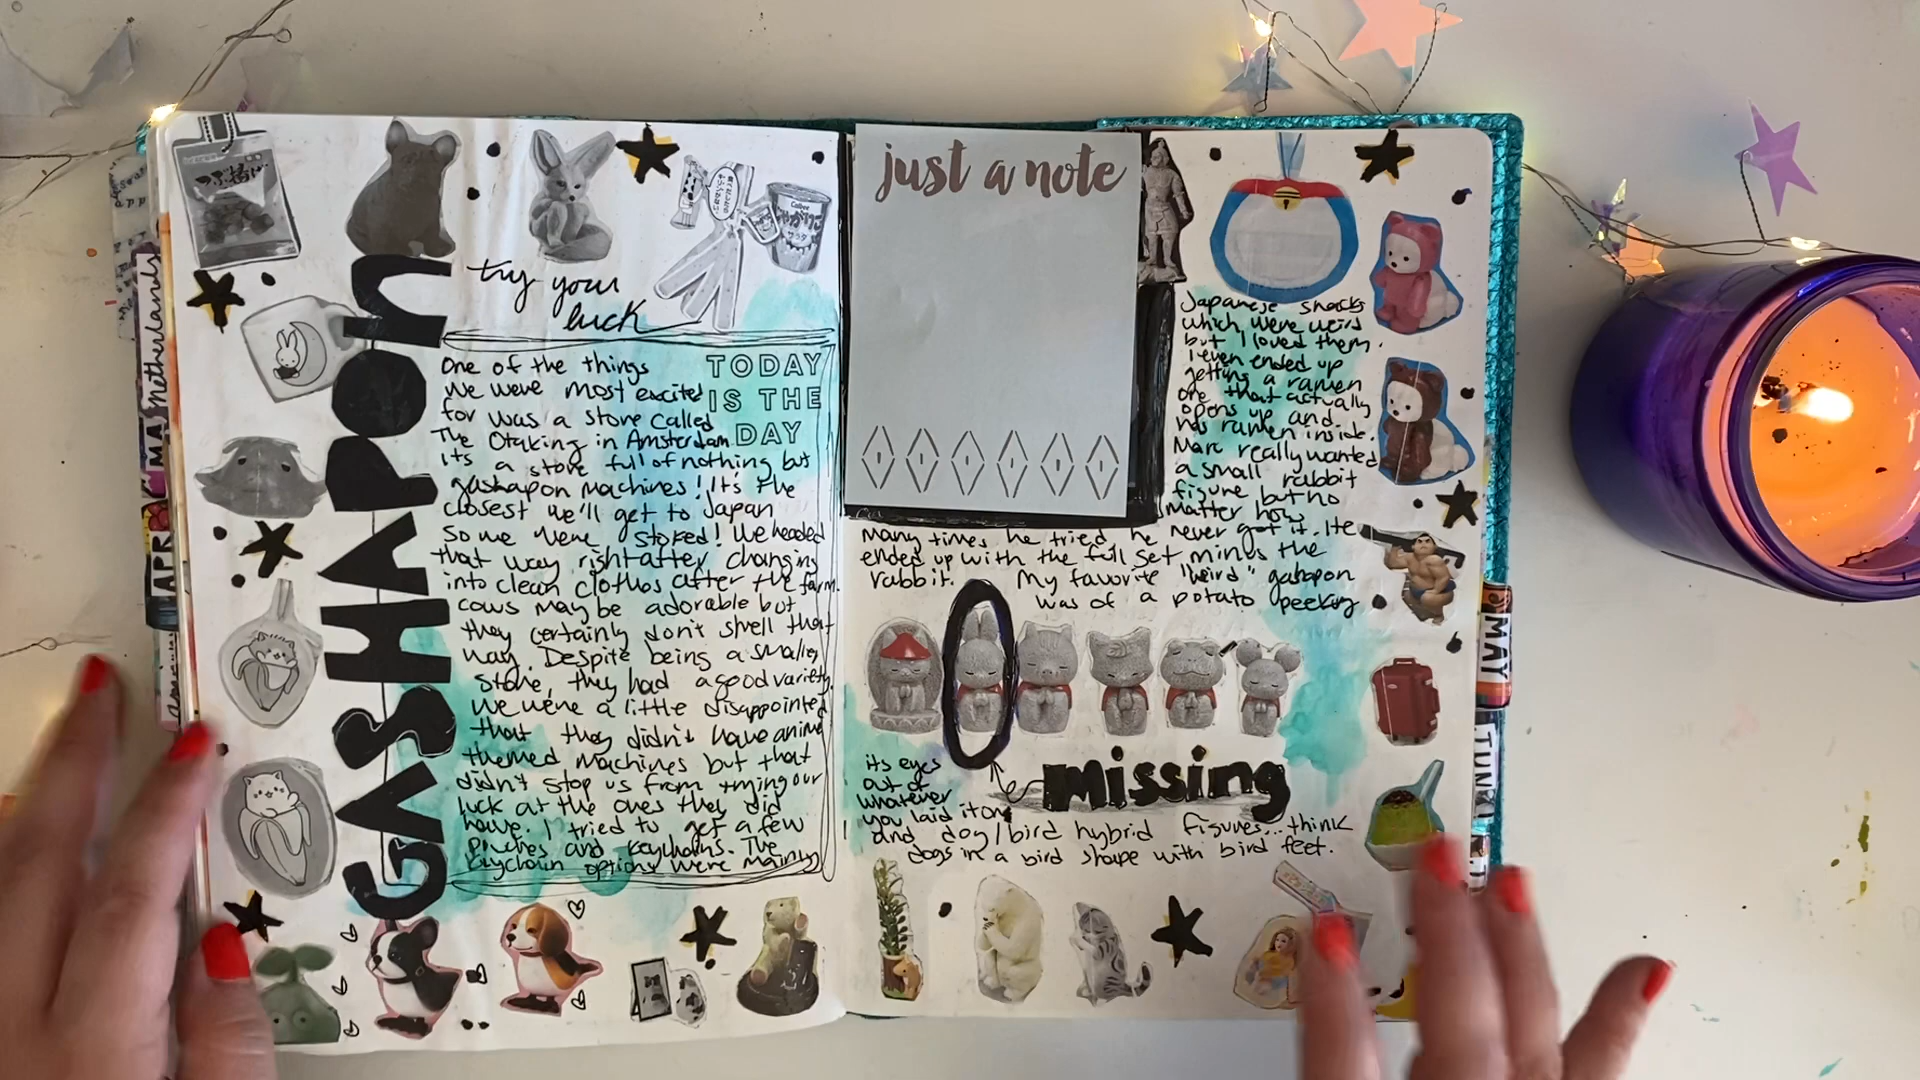 try your
luck
GASHAPON
TODAY
IS THE
DAY
One of the things
we were most excited
for was a store called
The Otaking in Amsterdam.
its a store full of nothing but
gashapon machines! It's the
closest we'll get to Japan
so we were stoked! We headed
that way right after changing
into clean clothes after the farm.
cows may be adorable but
they certainly don't smell that
way. Despite being a small
store, they had a good variety.
We were a little disappointed
that they didn't have anime
themed machines but that
didn't stop us from trying our
luck at the ones they did
have. I tried to get a few
pouches and keychains. The
keychain options were mainly
just a note
Japanese snacks
which were weird
but I loved them.
I even ended up
getting a ramen
one that actually
opens up and
has ramen inside.
Marc really wanted
a small rabbit
figure but no
matter how
many times he tried he never got it. He
ended up with the full set minus the
rabbit. My favorite "weird" gashapon
was of a potato peeking
its eyes
out of
whatever
you laid it on
and dog/bird hybrid figures... think
dogs in a bird shape with bird feet.
Missing
Calbee
サラダ
APR
MAY
Netherlands
MAY
JUN